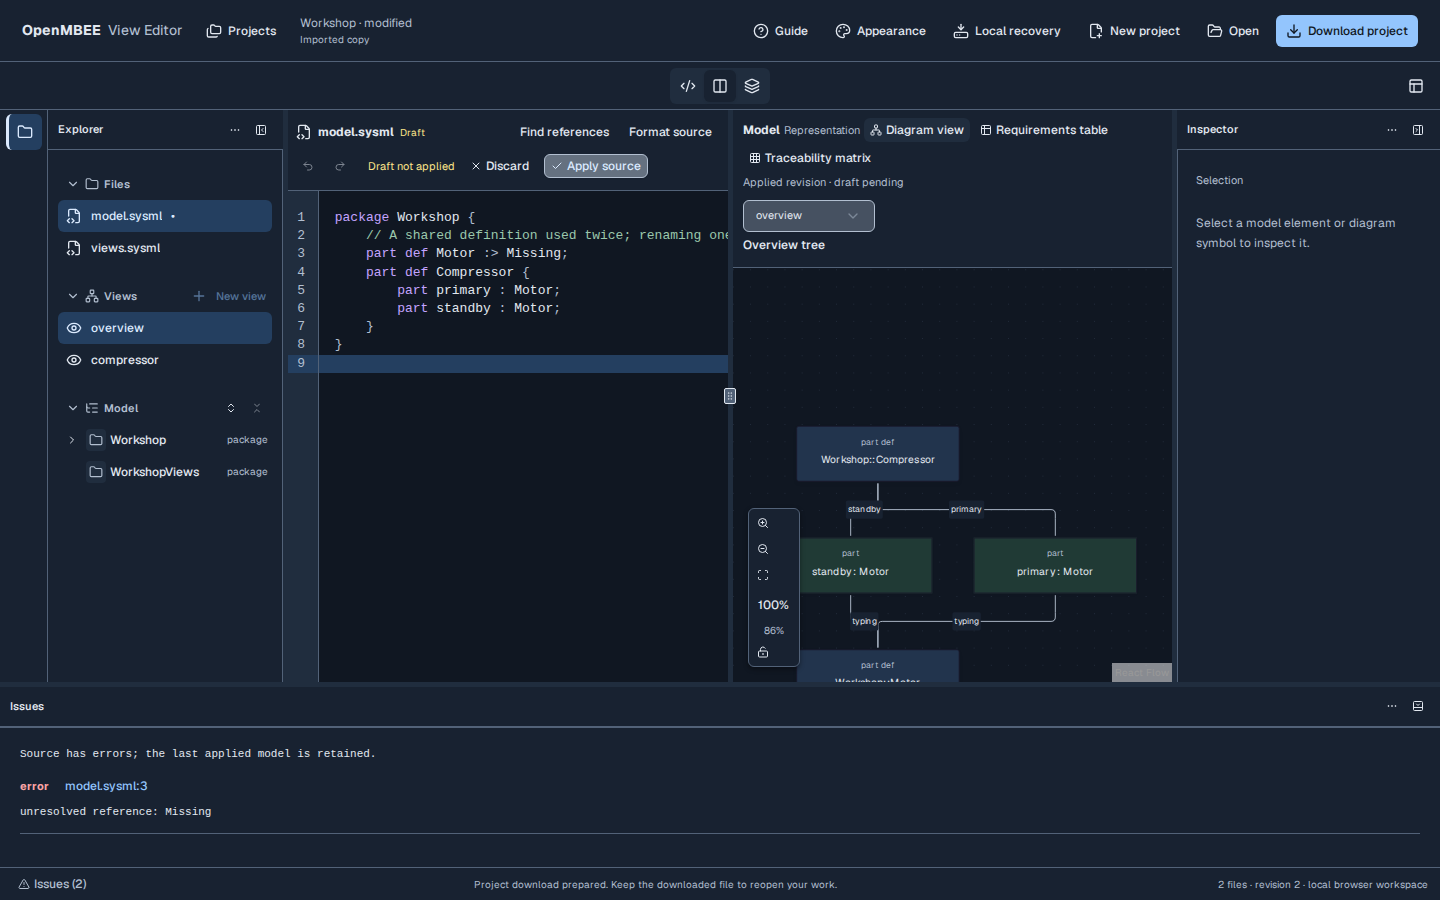 OpenMBEE View Editor
Projects
Workshop · modified
Imported copy
Guide
Appearance
Local recovery
New project
Open
Download project
Explorer
Files
model.sysml •
views.sysml
Views
New view
overview
compressor
Model
Workshop package
WorkshopViews package
model.sysml Draft
Find references
Format source
Draft not applied
Discard
Apply source
1 package Workshop {
2 // A shared definition used twice; renaming one
3 part def Motor :> Missing;
4 part def Compressor {
5 part primary : Motor;
6 part standby : Motor;
7 }
8 }
9
Model Representation Diagram view Requirements table
Traceability matrix
Applied revision · draft pending
overview
Overview tree
part def
Workshop::Compressor
standby
primary
part
standby: Motor
part
primary: Motor
typing
typing
part def
Workshop::Motor
100%
86%
React Flow
Inspector
Selection
Select a model element or diagram
symbol to inspect it.
Issues
Source has errors; the last applied model is retained.
error model.sysml:3
unresolved reference: Missing
Issues (2)
Project download prepared. Keep the downloaded file to reopen your work.
2 files · revision 2 · local browser workspace